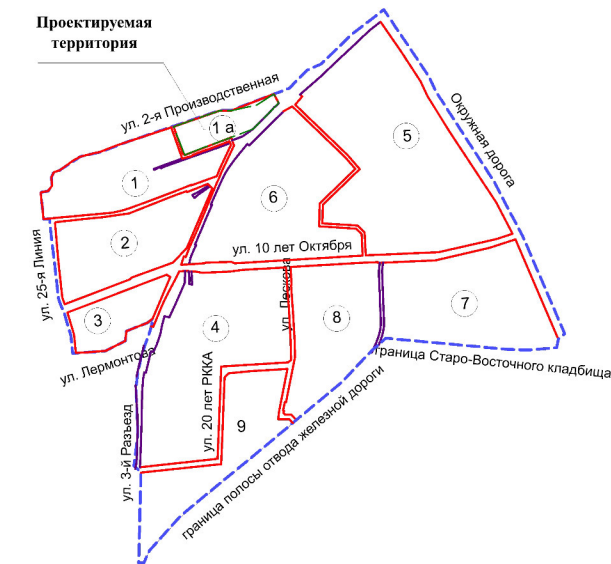 Проектируемая
территория
ул. 2-я Производственная
1 а
5
Окружная дорога
1
6
2
ул. 10 лет Октября
ул. 25-я Линия
ул. Пескова
3
4
8
7
ул. Лермонтова
граница Старо-Восточного кладбища
ул. 20 лет РККА
9
ул. 3-й Разъезд
граница полосы отвода железной дороги